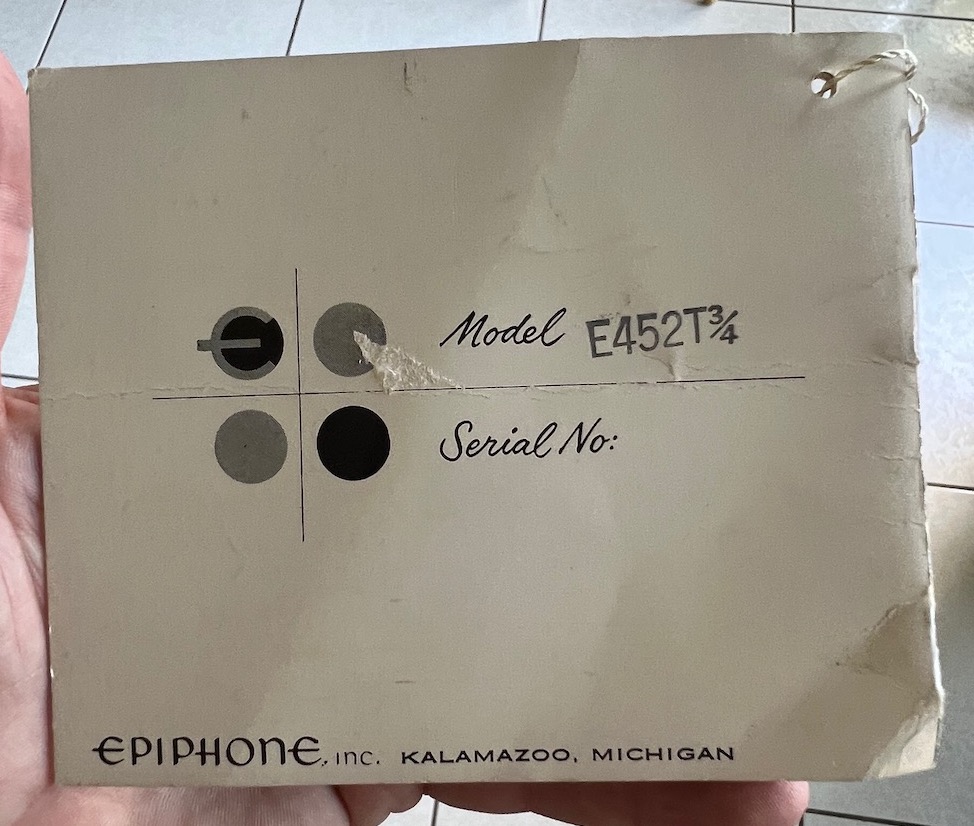 Model E452T¾
Serial No:
EPIPHONE, INC. KALAMAZOO, MICHIGAN